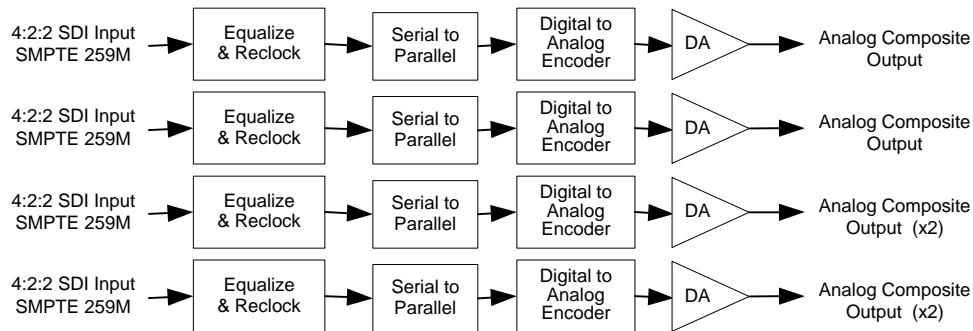 4:2:2 SDI Input
SMPTE 259M
Equalize
& Reclock
Serial to
Parallel
Digital to
Analog
Encoder
DA
Analog Composite
Output
4:2:2 SDI Input
SMPTE 259M
Equalize
& Reclock
Serial to
Parallel
Digital to
Analog
Encoder
DA
Analog Composite
Output
4:2:2 SDI Input
SMPTE 259M
Equalize
& Reclock
Serial to
Parallel
Digital to
Analog
Encoder
DA
Analog Composite
Output (x2)
4:2:2 SDI Input
SMPTE 259M
Equalize
& Reclock
Serial to
Parallel
Digital to
Analog
Encoder
DA
Analog Composite
Output (x2)